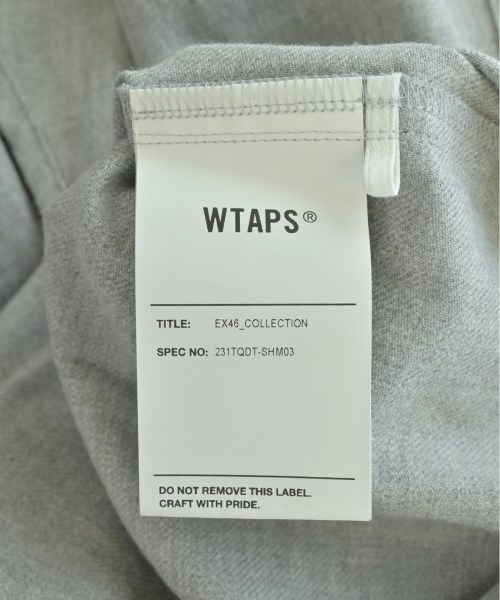 WTAPS®
TITLE: EX46_COLLECTION
SPEC NO: 231TQDT-SHM03
DO NOT REMOVE THIS LABEL.
CRAFT WITH PRIDE.